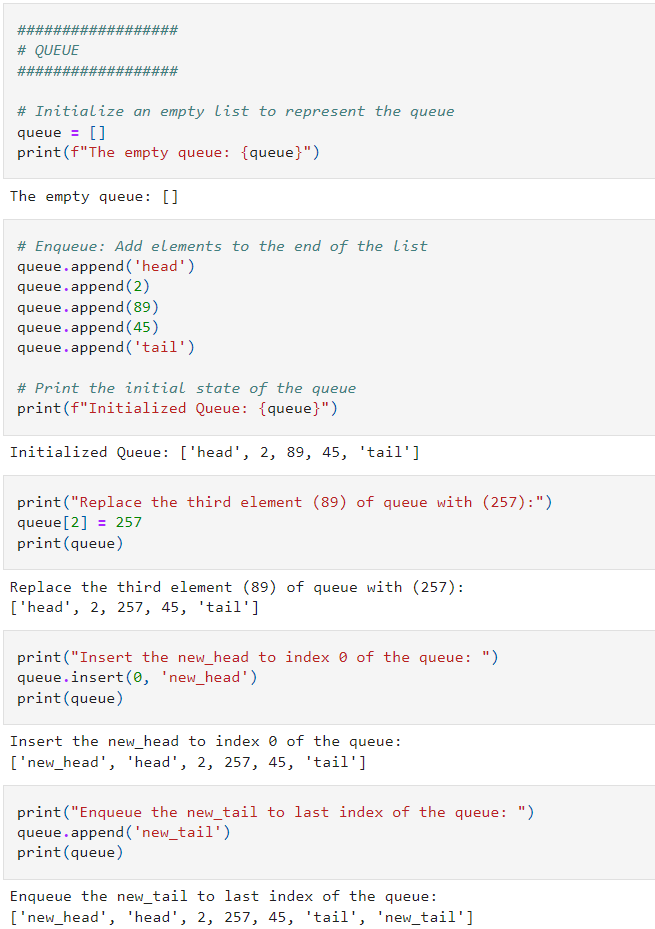 ##################
# QUEUE
##################
# Initialize an empty list to represent the queue
queue = []
print(f"The empty queue: {queue}")
The empty queue: []
# Enqueue: Add elements to the end of the list
queue.append('head')
queue.append(2)
queue.append(89)
queue.append(45)
queue.append('tail')
# Print the initial state of the queue
print(f"Initialized Queue: {queue}")
Initialized Queue: ['head', 2, 89, 45, 'tail']
print("Replace the third element (89) of queue with (257):")
queue[2] = 257
print(queue)
Replace the third element (89) of queue with (257):
['head', 2, 257, 45, 'tail']
print("Insert the new_head to index 0 of the queue: ")
queue.insert(0, 'new_head')
print(queue)
Insert the new_head to index 0 of the queue:
['new_head', 'head', 2, 257, 45, 'tail']
print("Enqueue the new_tail to last index of the queue: ")
queue.append('new_tail')
print(queue)
Enqueue the new_tail to last index of the queue:
['new_head', 'head', 2, 257, 45, 'tail', 'new_tail']